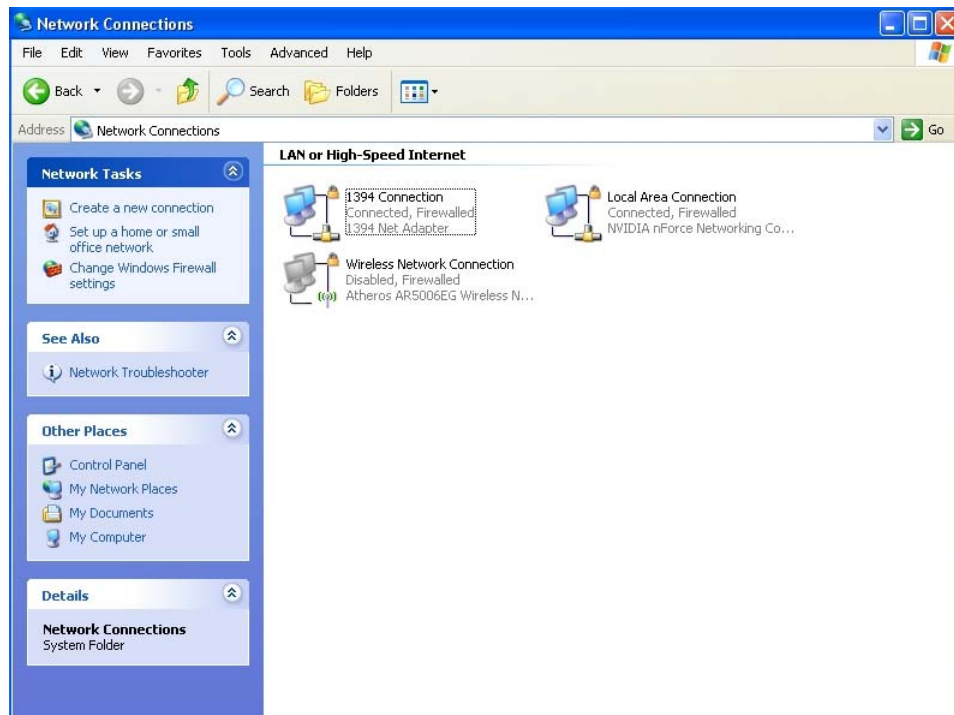 Network Connections
File Edit View Favorites Tools Advanced Help
Back Search Folders
Address Network Connections Go
Network Tasks
Create a new connection
Set up a home or small
office network
Change Windows Firewall
settings
See Also
Network Troubleshooter
Other Places
Control Panel
My Network Places
My Documents
My Computer
Details
Network Connections
System Folder
LAN or High-Speed Internet
1394 Connection
Connected, Firewalled
1394 Net Adapter
Local Area Connection
Connected, Firewalled
NVIDIA nForce Networking Co...
Wireless Network Connection
Disabled, Firewalled
Atheros AR5006EG Wireless N...